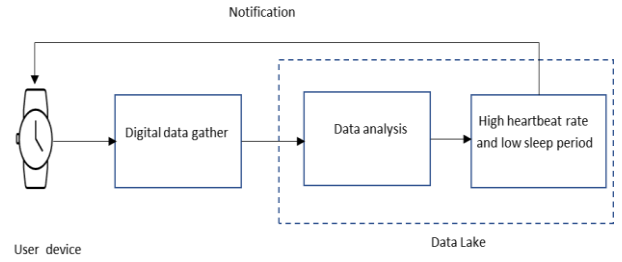 Notification
Digital data gather
Data analysis
High heartbeat rate
and low sleep period
User device
Data Lake